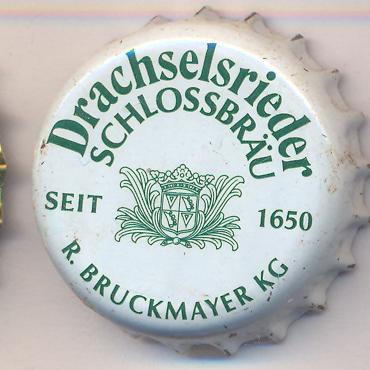 Drachselsrieder
SCHLOSSBRÄU
SEIT 1650
R. BRUCKMAYER KG